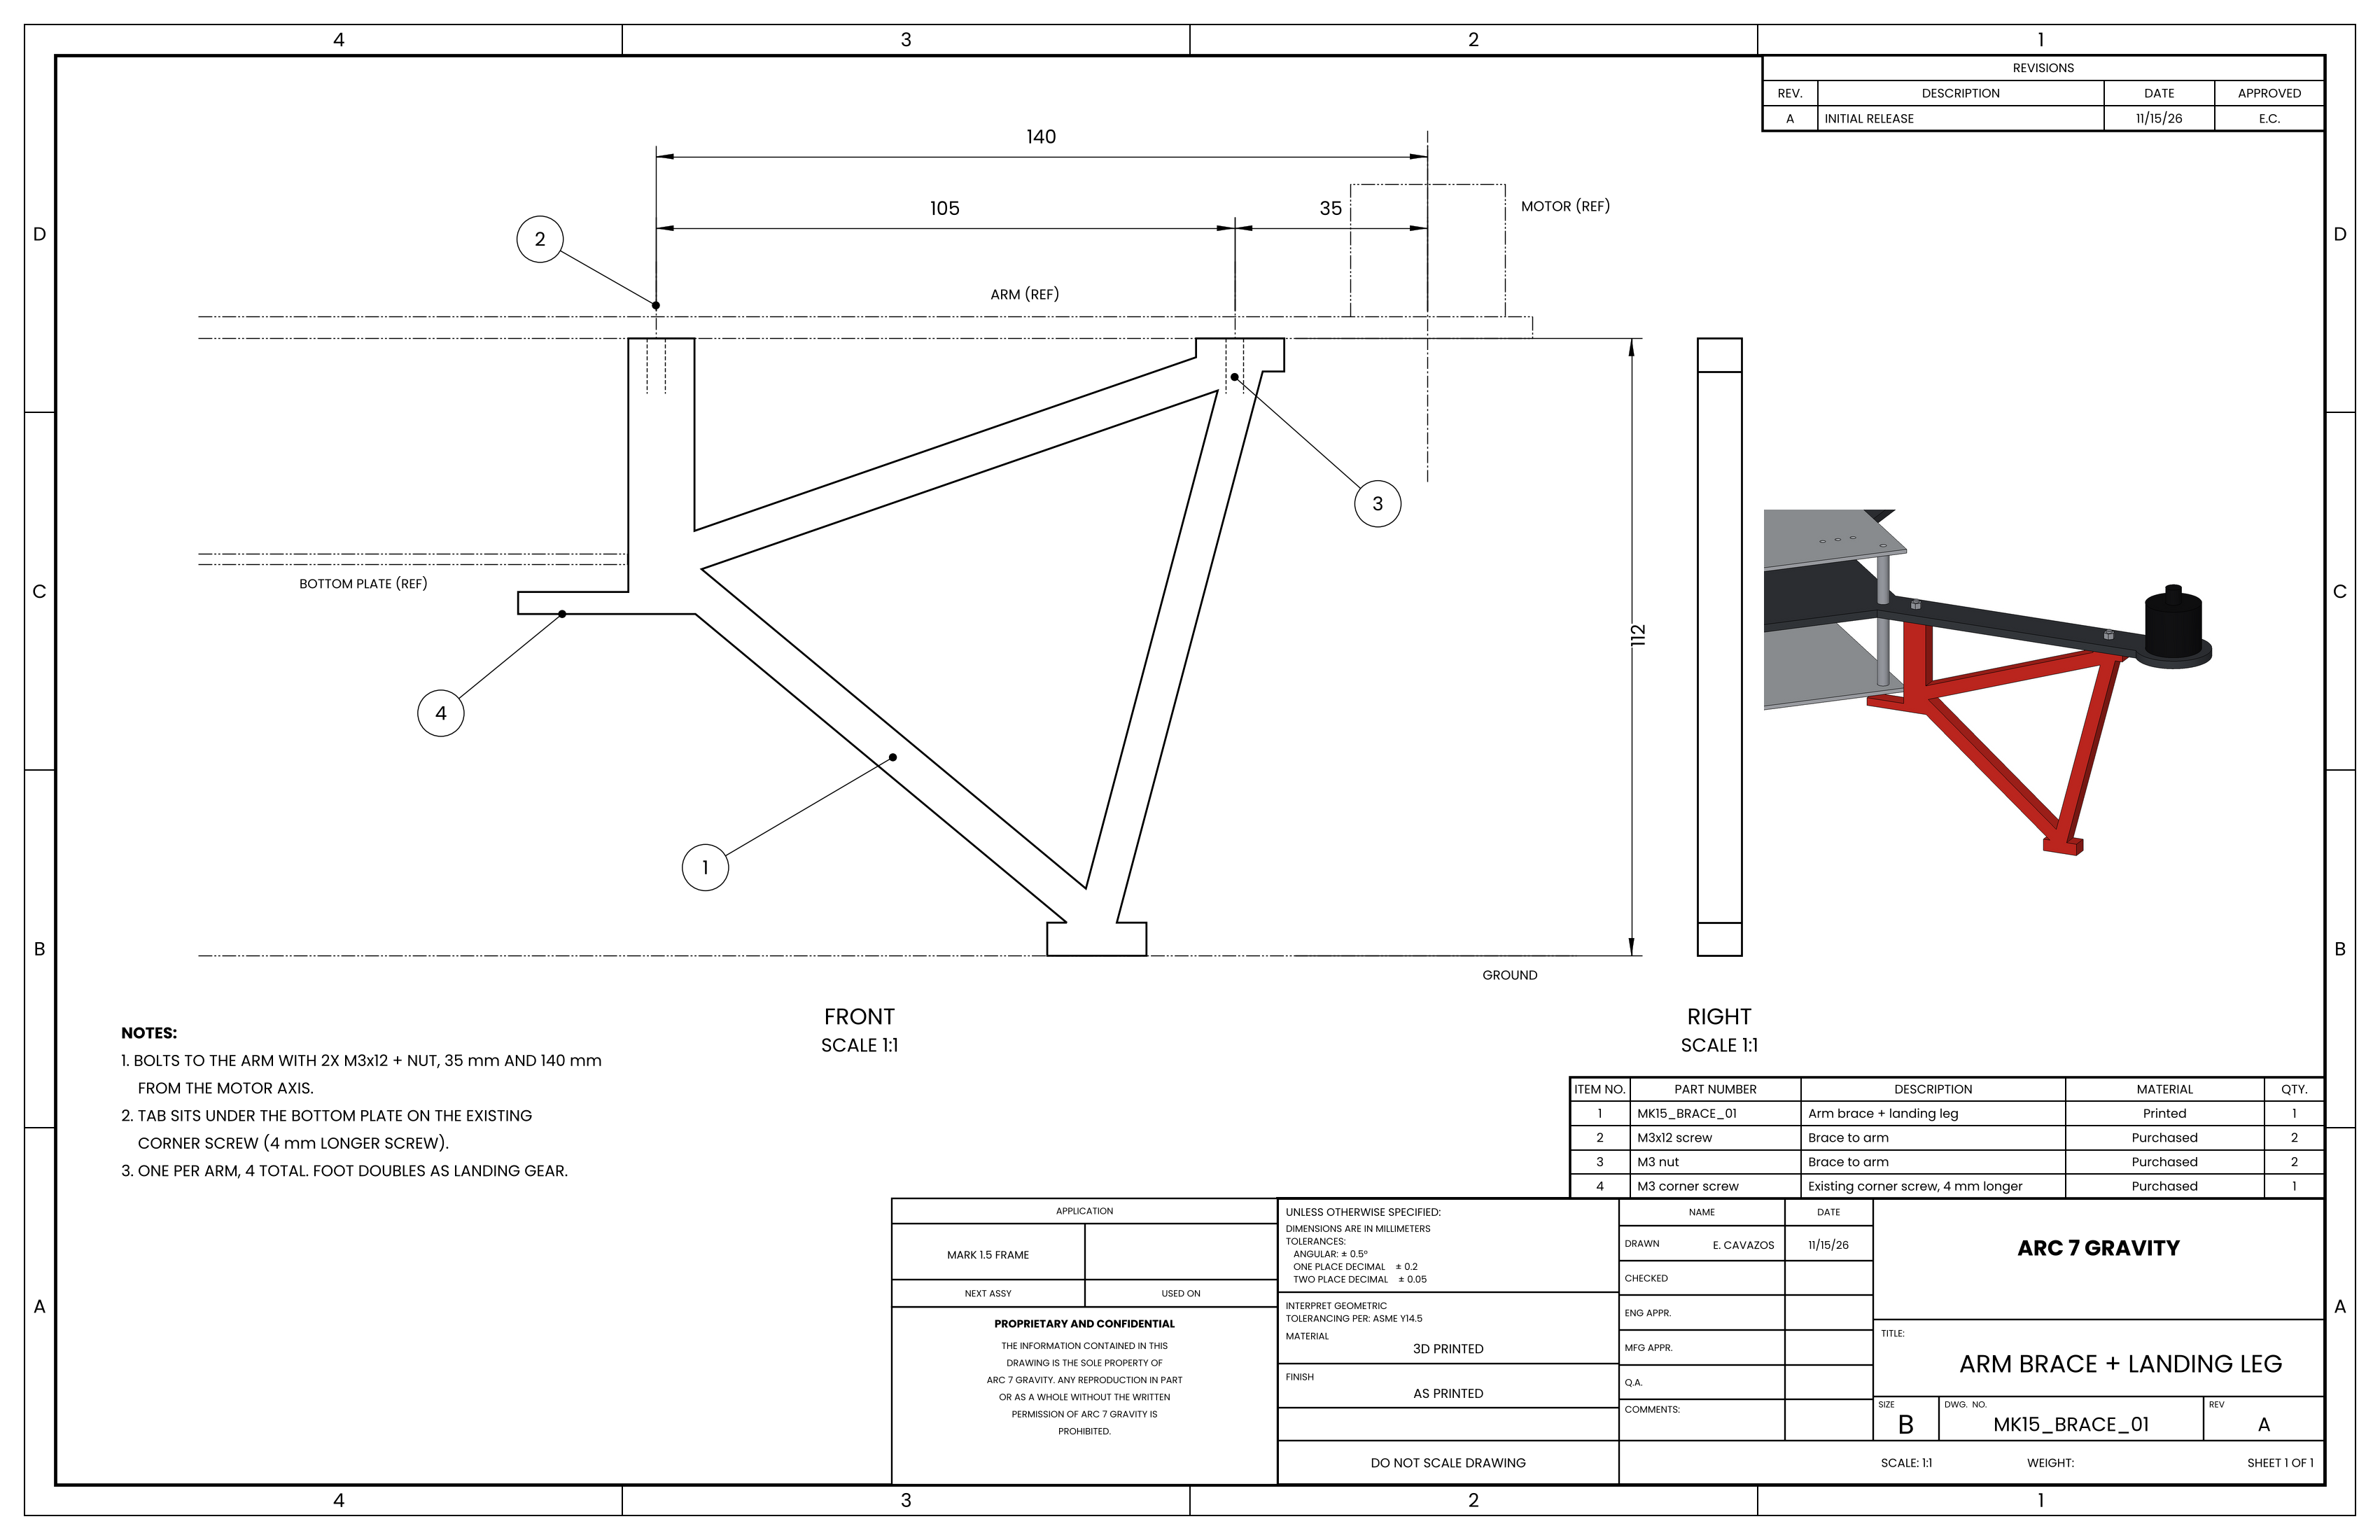 4 3 2 1
REVISIONS
REV. DESCRIPTION DATE APPROVED
A INITIAL RELEASE 11/15/26 E.C.
140
105 35
MOTOR (REF)
D D
2
ARM (REF)
3
C C
BOTTOM PLATE (REF)
112
4
1
B B
GROUND
FRONT
SCALE 1:1
RIGHT
SCALE 1:1
NOTES:
1. BOLTS TO THE ARM WITH 2X M3x12 + NUT, 35 mm AND 140 mm
FROM THE MOTOR AXIS.
2. TAB SITS UNDER THE BOTTOM PLATE ON THE EXISTING
CORNER SCREW (4 mm LONGER SCREW).
3. ONE PER ARM, 4 TOTAL. FOOT DOUBLES AS LANDING GEAR.
ITEM NO. PART NUMBER DESCRIPTION MATERIAL QTY.
1 MK15_BRACE_01 Arm brace + landing leg Printed 1
2 M3x12 screw Brace to arm Purchased 2
3 M3 nut Brace to arm Purchased 2
4 M3 corner screw Existing corner screw, 4 mm longer Purchased 1
A A
APPLICATION
MARK 1.5 FRAME
NEXT ASSY USED ON
PROPRIETARY AND CONFIDENTIAL
THE INFORMATION CONTAINED IN THIS
DRAWING IS THE SOLE PROPERTY OF
ARC 7 GRAVITY. ANY REPRODUCTION IN PART
OR AS A WHOLE WITHOUT THE WRITTEN
PERMISSION OF ARC 7 GRAVITY IS
PROHIBITED.
UNLESS OTHERWISE SPECIFIED:
DIMENSIONS ARE IN MILLIMETERS
TOLERANCES:
ANGULAR: ± 0.5°
ONE PLACE DECIMAL ± 0.2
TWO PLACE DECIMAL ± 0.05
INTERPRET GEOMETRIC
TOLERANCING PER: ASME Y14.5
MATERIAL
3D PRINTED
FINISH
AS PRINTED
DO NOT SCALE DRAWING
NAME DATE
DRAWN E. CAVAZOS 11/15/26
CHECKED
ENG APPR.
MFG APPR.
Q.A.
COMMENTS:
ARC 7 GRAVITY
TITLE:
ARM BRACE + LANDING LEG
SIZE DWG. NO. REV
B MK15_BRACE_01 A
SCALE: 1:1 WEIGHT: SHEET 1 OF 1
4 3 2 1